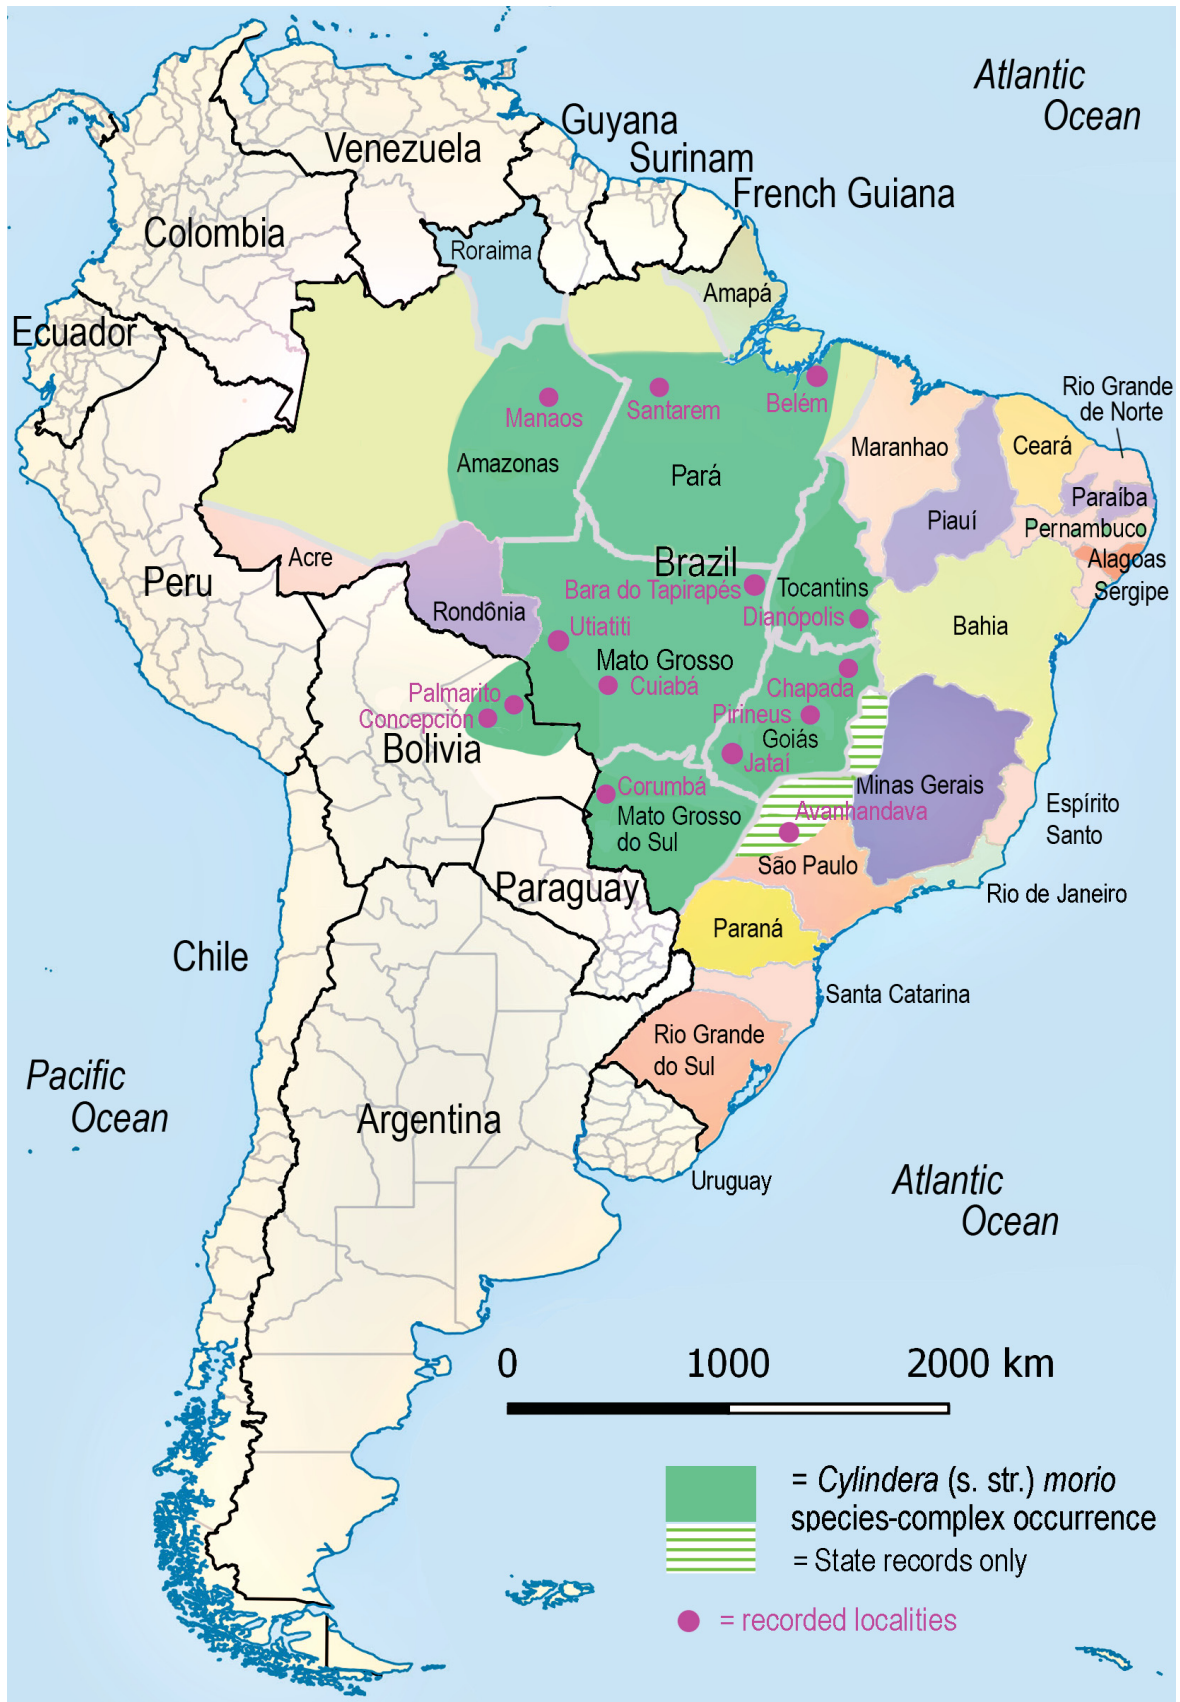 Atlantic
Ocean
Guyana
Venezuela
Surinam
French Guiana
Colombia
Roraima
Amapá
Ecuador
Rio Grande
de Norte
Manaos
Santarem
Belém
Maranhao
Ceará
Amazonas
Pará
Paraíba
Piauí
Pernambuco
Acre
Brazil
Alagoas
Peru
Bara do Tapirapés
Tocantins
Sergipe
Rondônia
Dianópolis
Utiatiti
Bahia
Mato Grosso
Cuiabá
Chapada
Palmarito
Concepción
Pirineus
Goiás
Bolivia
Jataí
Corumbá
Minas Gerais
Mato Grosso
do Sul
Avanhandava
Espírito
Santo
São Paulo
Paraguay
Rio de Janeiro
Paraná
Chile
Santa Catarina
Rio Grande
do Sul
Pacific
Ocean
Argentina
Uruguay
Atlantic
Ocean
0 1000 2000 km
= Cylindera (s. str.) morio
species-complex occurrence
= State records only
= recorded localities